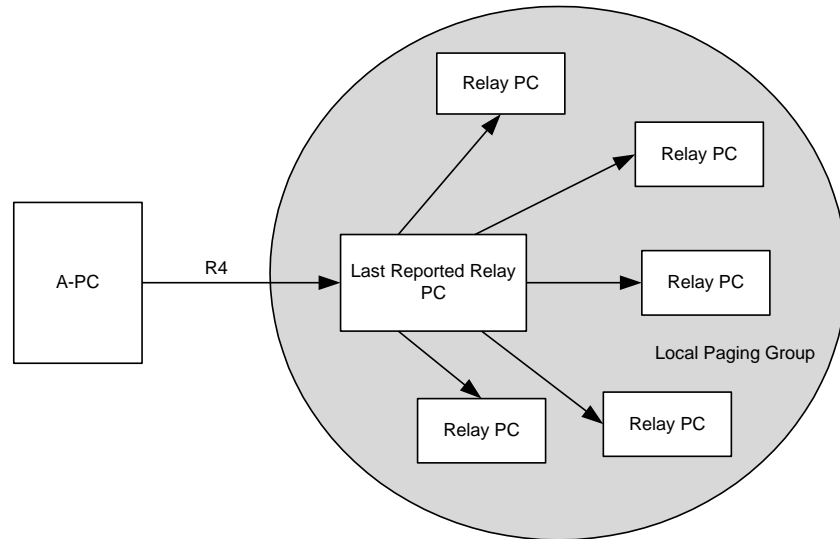 Relay PC
Relay PC
A-PC
R4
Last Reported Relay
PC
Relay PC
Local Paging Group
Relay PC
Relay PC